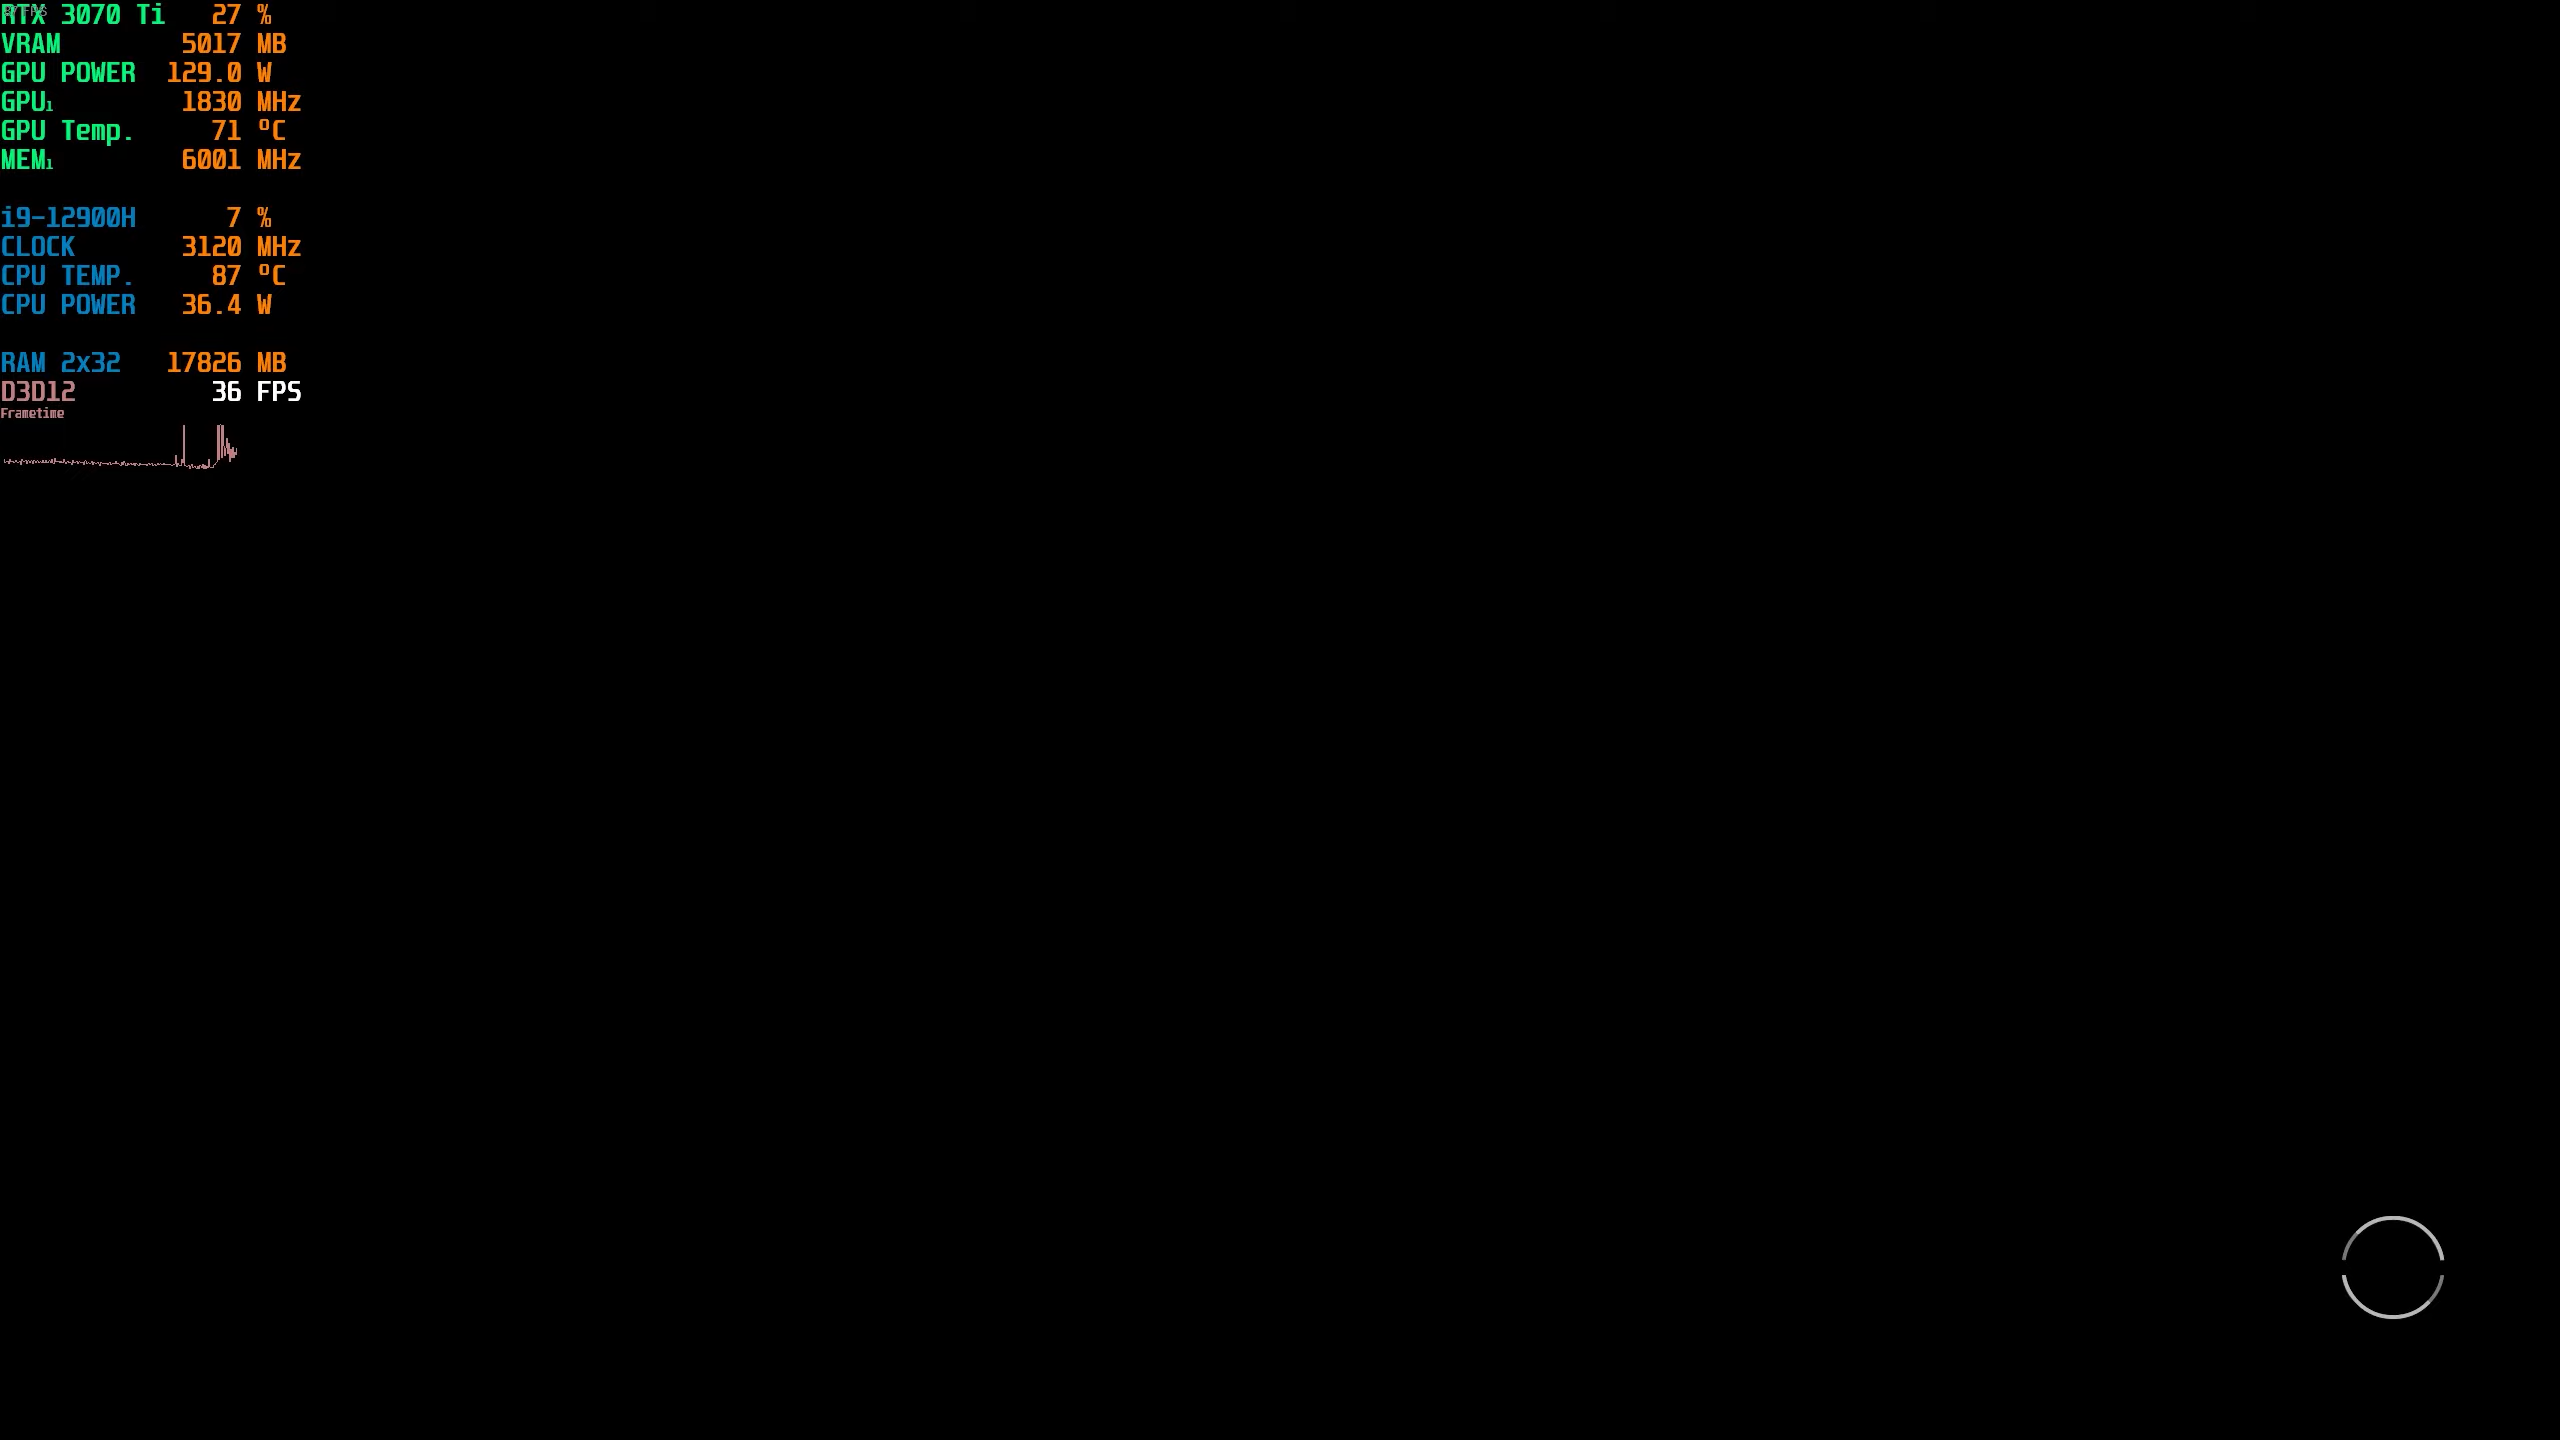 RTX 3070 Ti 27 %
VRAM 5017 MB
GPU POWER 129.0 W
GPU1 1830 MHz
GPU Temp. 71 °C
MEM1 6001 MHz
i9-12900H 7 %
CLOCK 3120 MHz
CPU TEMP. 87 °C
CPU POWER 36.4 W
RAM 2x32 17826 MB
D3D12 36 FPS
Frametime